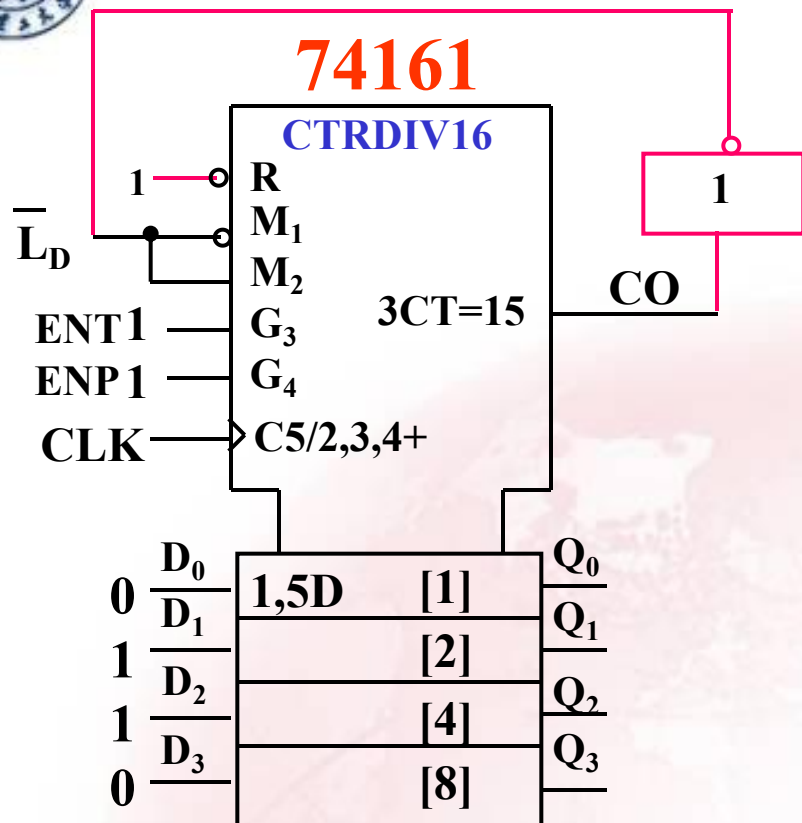 74161
CTRDIV16
1 R
L̅_D M₁
M₂
3CT=15 CO
1
ENT 1 G₃
ENP 1 G₄
CLK C5/2,3,4+
D₀ 0 1,5D [1] Q₀
D₁ 1 [2] Q₁
D₂ 1 [4] Q₂
D₃ 0 [8] Q₃